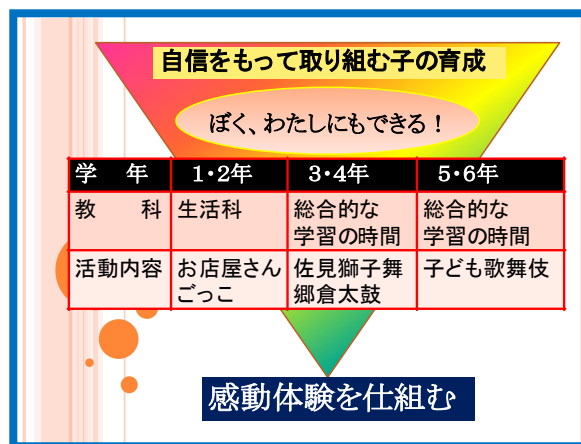 自信をもって取り組む子の育成
ぼく、わたしにもできる！
学　年 1・2年 3・4年 5・6年
教　科 生活科 総合的な 総合的な
学習の時間 学習の時間
活動内容 お店屋さん 佐見獅子舞 子ども歌舞伎
ごっこ 郷倉太鼓
感動体験を仕組む